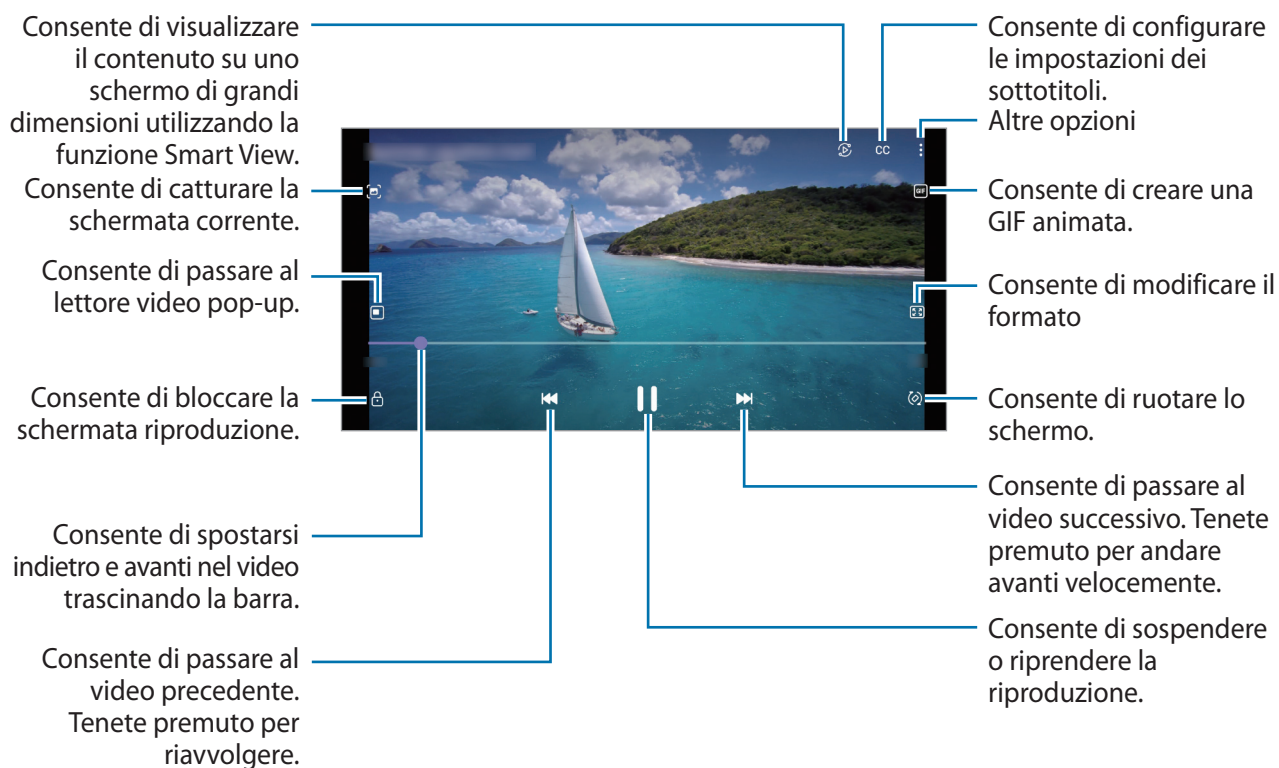 Consente di visualizzare
il contenuto su uno
schermo di grandi
dimensioni utilizzando la
funzione Smart View.
Consente di catturare la
schermata corrente.
Consente di passare al
lettore video pop-up.
Consente di bloccare la
schermata riproduzione.
Consente di spostarsi
indietro e avanti nel video
trascinando la barra.
Consente di passare al
video precedente.
Tenete premuto per
riavvolgere.
CC
GIF
Consente di configurare
le impostazioni dei
sottotitoli.
Altre opzioni
Consente di creare una
GIF animata.
Consente di modificare il
formato
Consente di ruotare lo
schermo.
Consente di passare al
video successivo. Tenete
premuto per andare
avanti velocemente.
Consente di sospendere
o riprendere la
riproduzione.